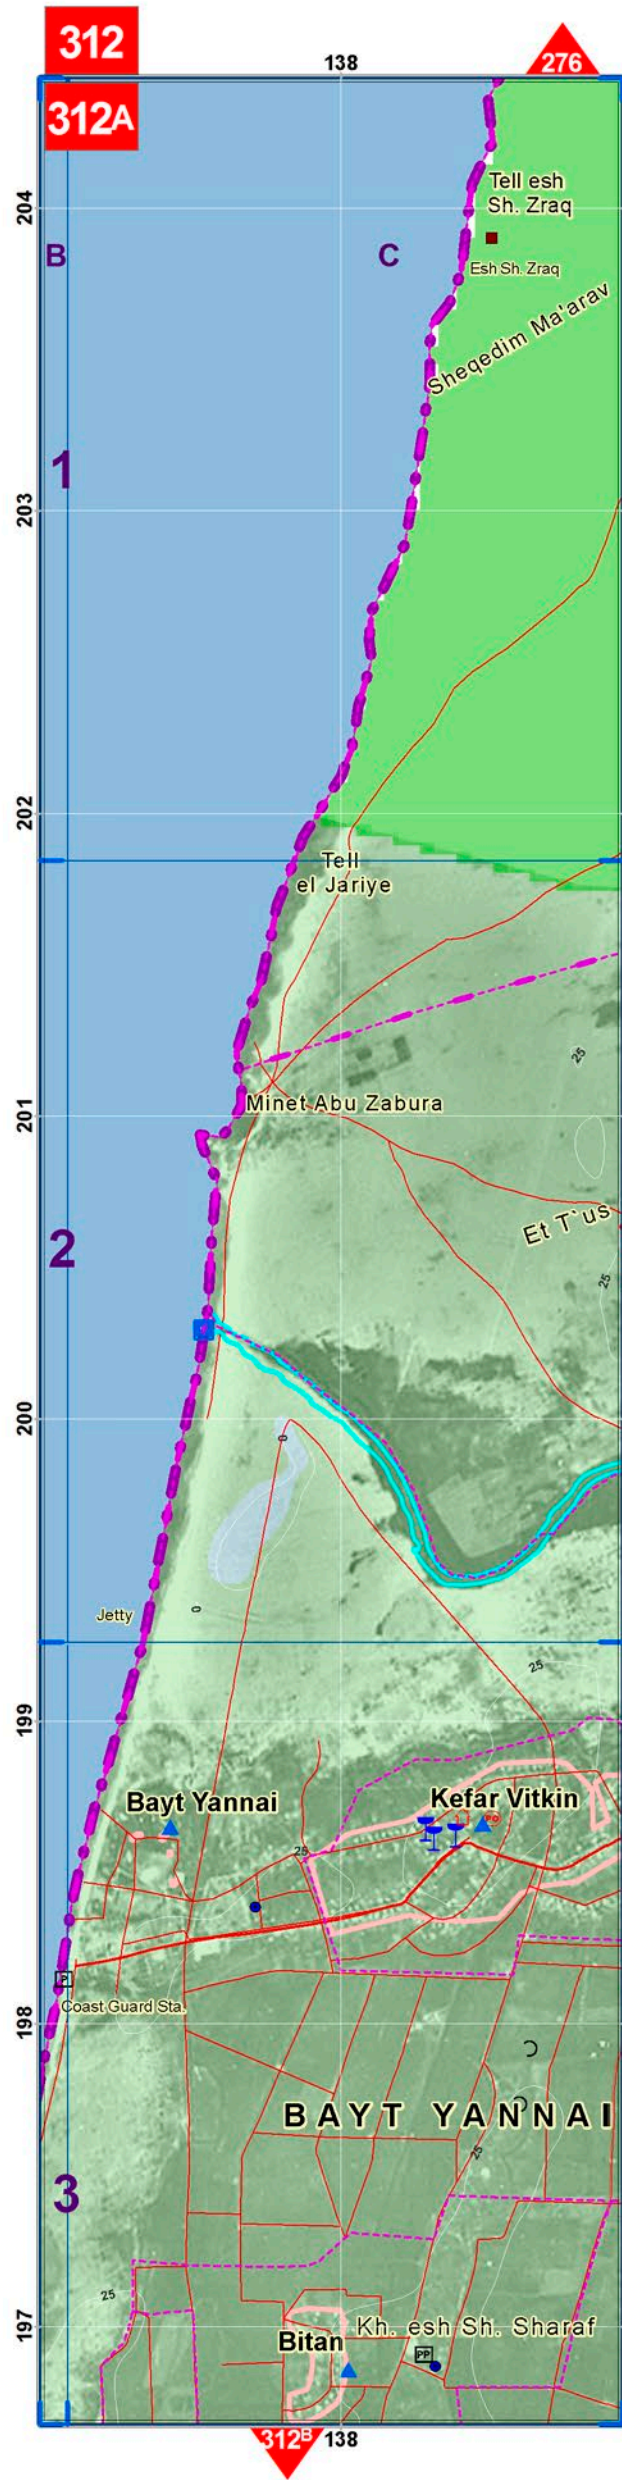 312
138
276
312A
204
Tell esh
Sh. Zraq
B
C
Esh Sh. Zraq
Sheqedim Ma'arav
1
203
202
Tell
el Jariye
25
201
Minet Abu Zabura
2
Et T`us
25
200
0
Jetty
0
25
199
Bayt Yannai
Kefar Vitkin
PO
25
P
Coast Guard Sta.
198
BAYT YANNAI
25
3
25
197
Kh. esh Sh. Sharaf
Bitan
PP
312B
138